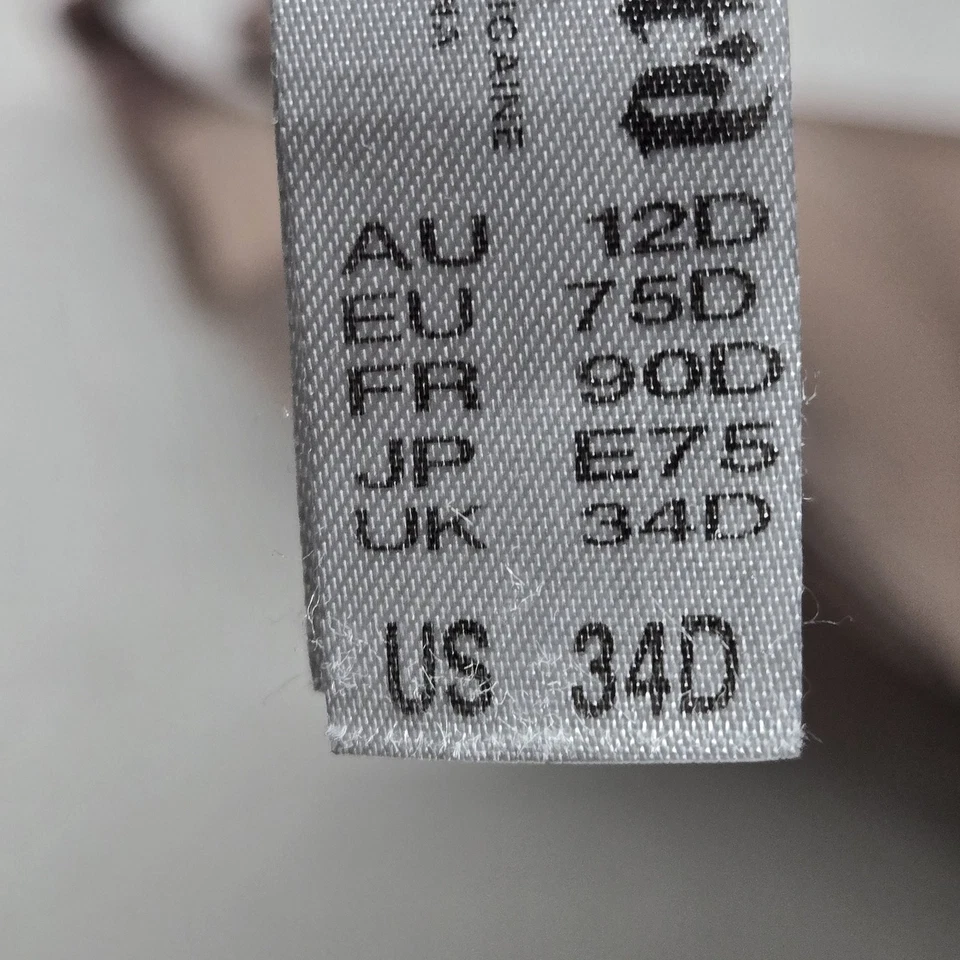 AU 12D
EU 75D
FR 90D
JP E75
UK 34D
US 34D